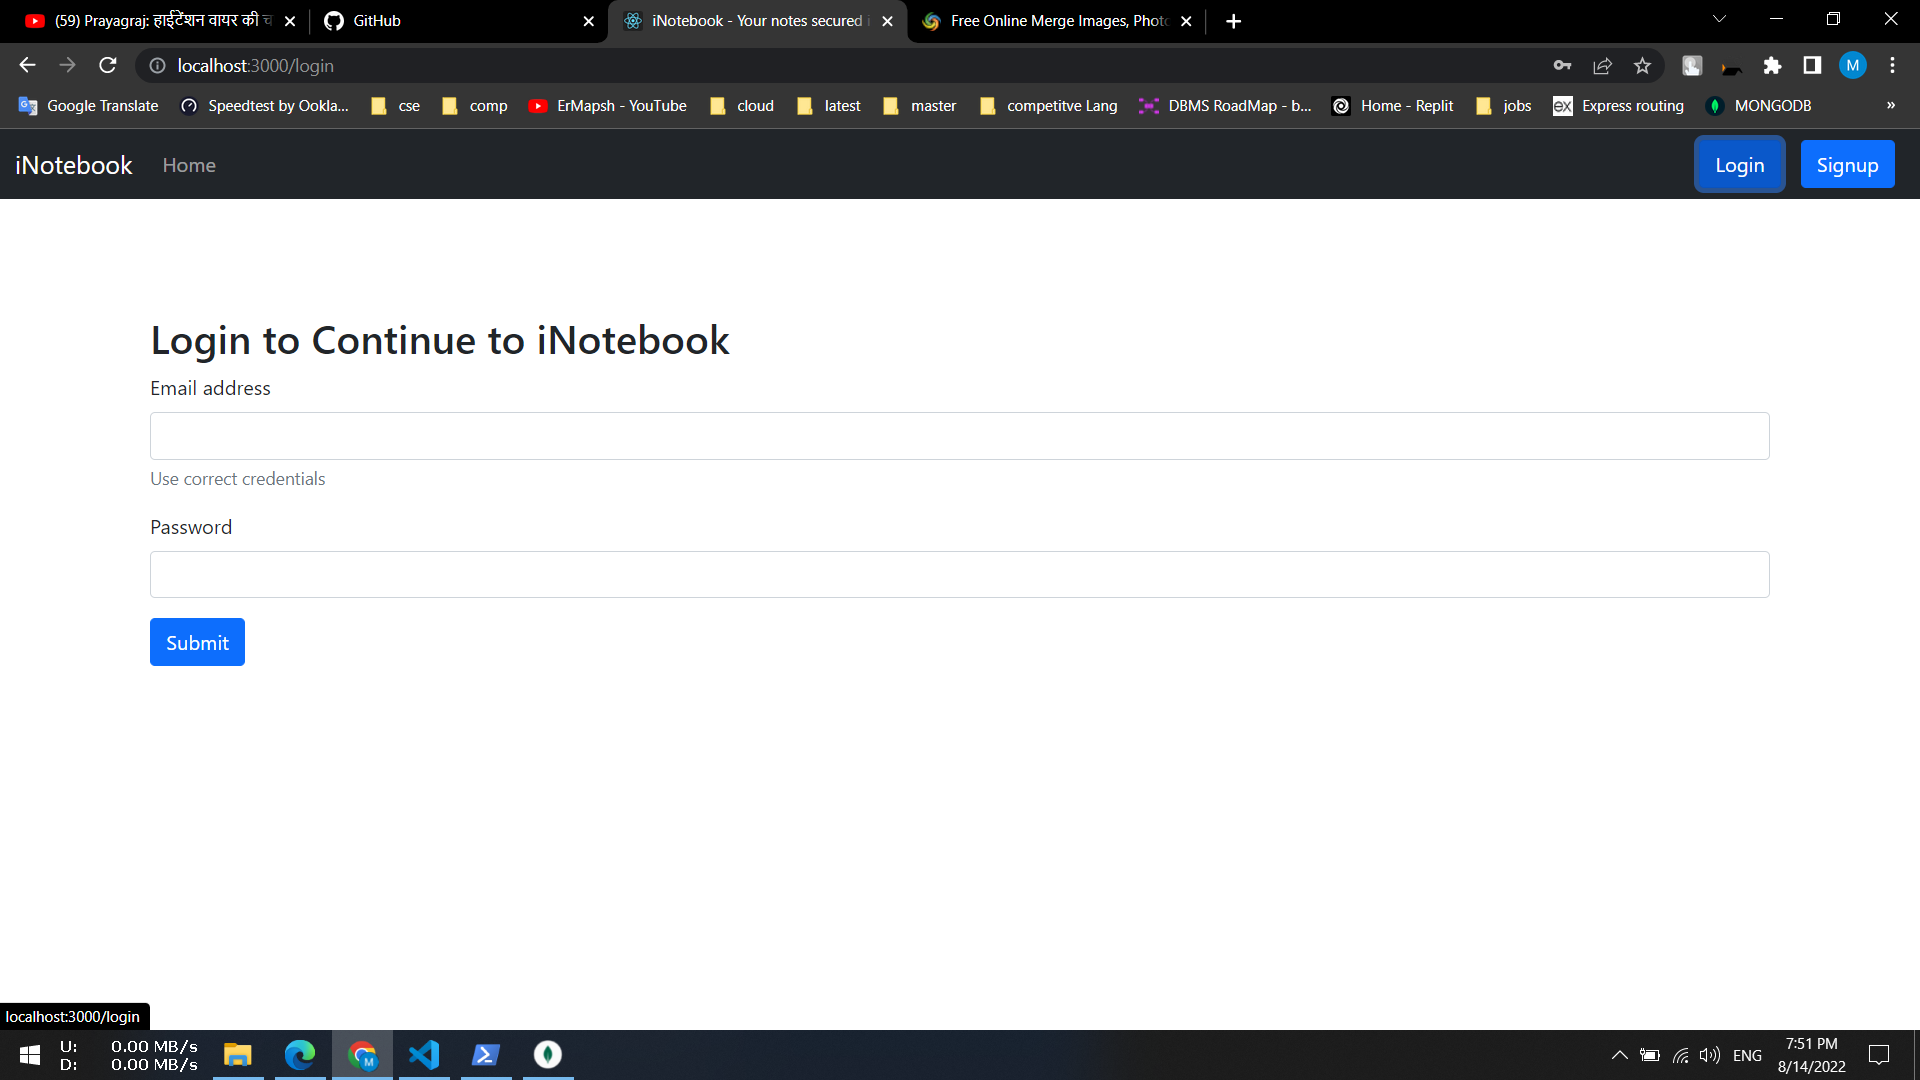 (59) Prayagraj: हाईटेंशन वायर की च
GitHub
iNotebook - Your notes secured i
Free Online Merge Images, Photo
localhost:3000/login
M
Google Translate
Speedtest by Ookla...
cse
comp
ErMapsh - YouTube
cloud
latest
master
competitve Lang
DBMS RoadMap - b...
Home - Replit
jobs
ex Express routing
MONGODB
»
iNotebook
Home
Login
Signup
Login to Continue to iNotebook
Email address
Use correct credentials
Password
Submit
localhost:3000/login
U: 0.00 MB/s
D: 0.00 MB/s
M
ENG
7:51 PM
8/14/2022